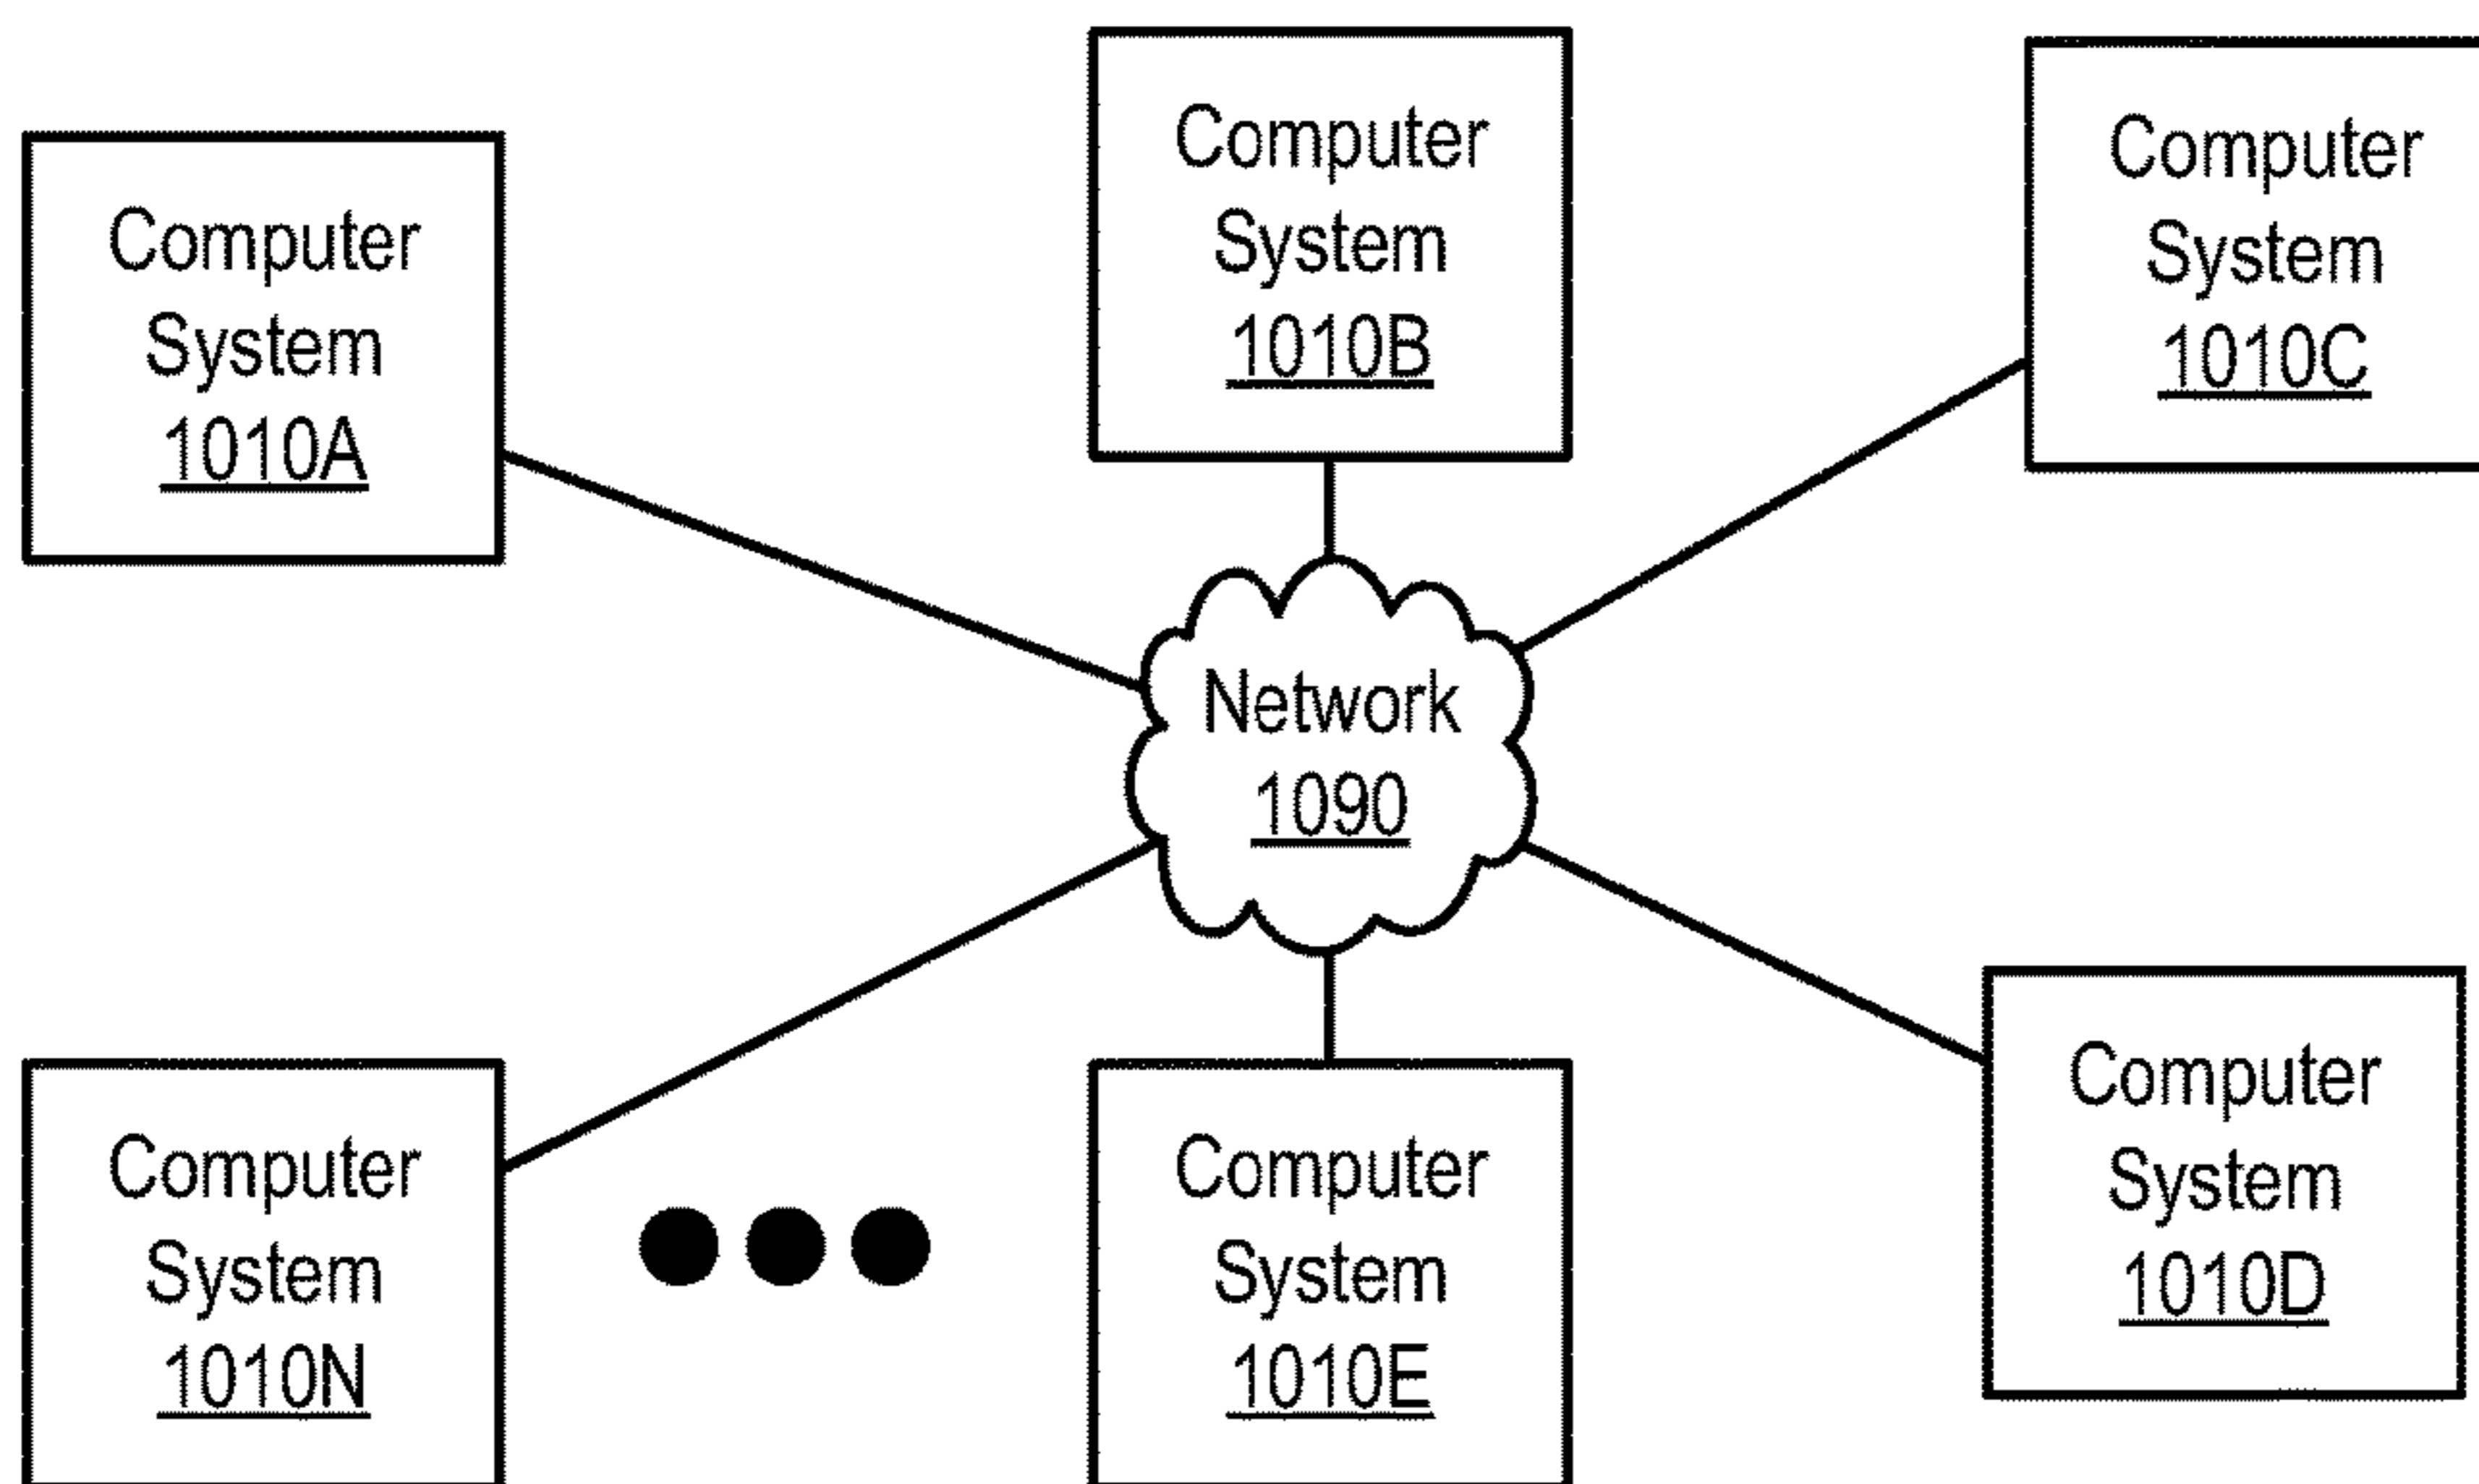 Computer
System
1010A
Computer
System
1010B
Computer
System
1010C
Network
1090
Computer
System
1010N
Computer
System
1010E
Computer
System
1010D